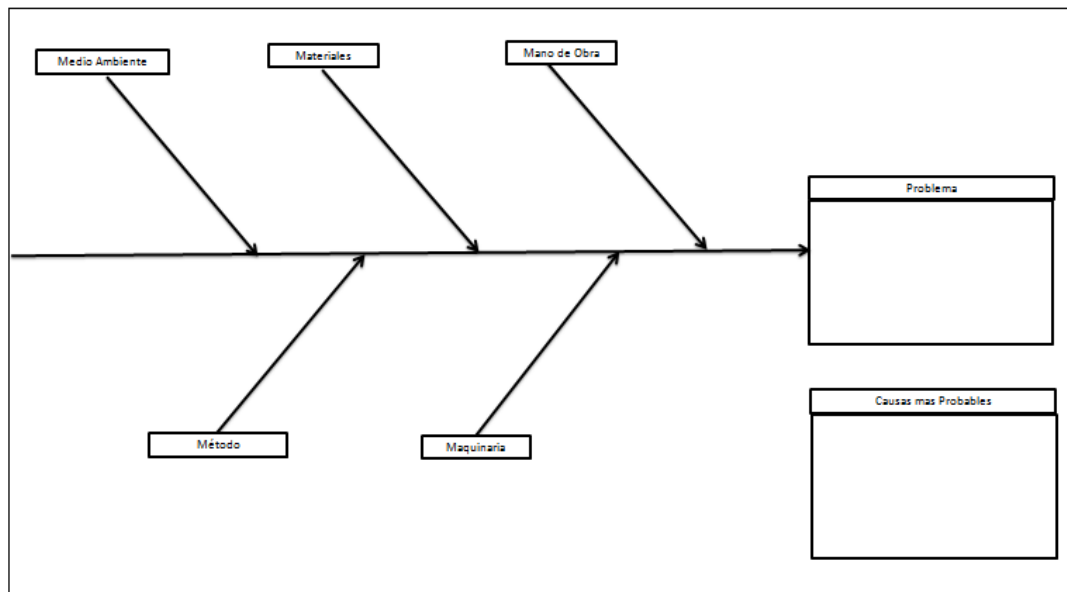 Medio Ambiente
Materiales
Mano de Obra
Problema
Causas mas Probables
Método
Maquinaria